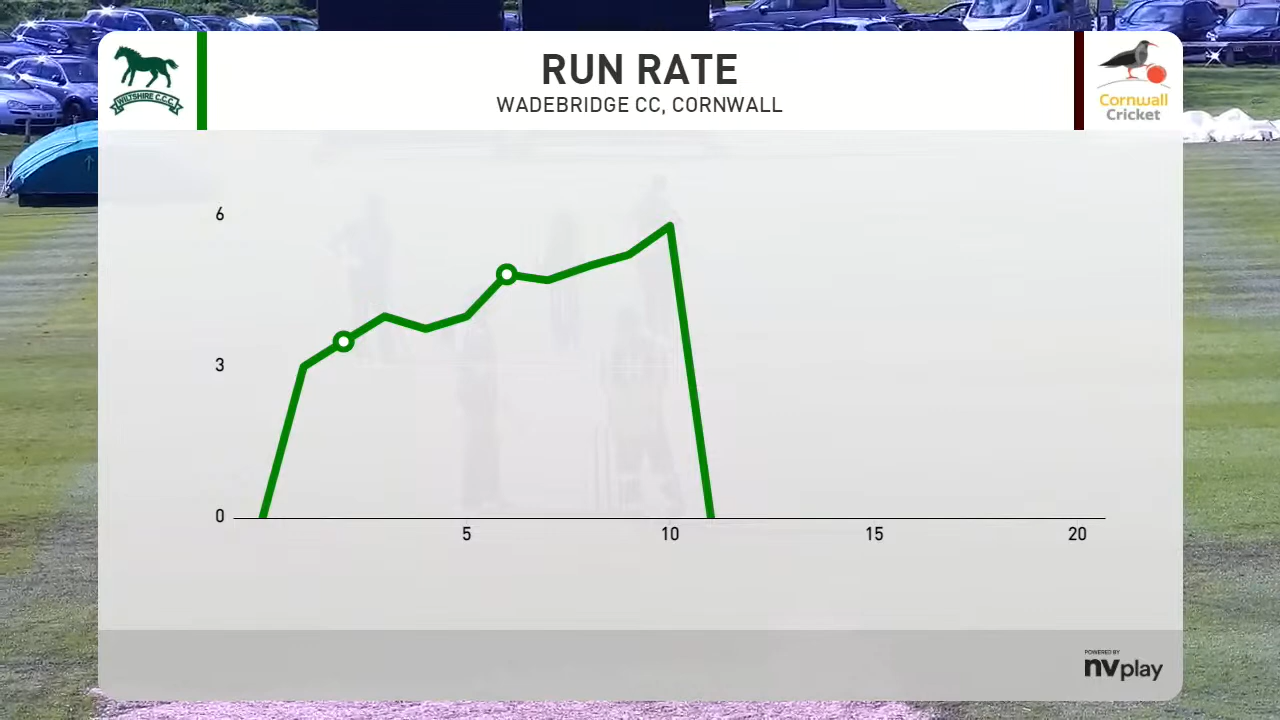 WILTSHIRE C.C.C.
RUN RATE
WADEBRIDGE CC, CORNWALL
Cornwall
Cricket
6
3
0
5
10
15
20
POWERED BY
nvplay